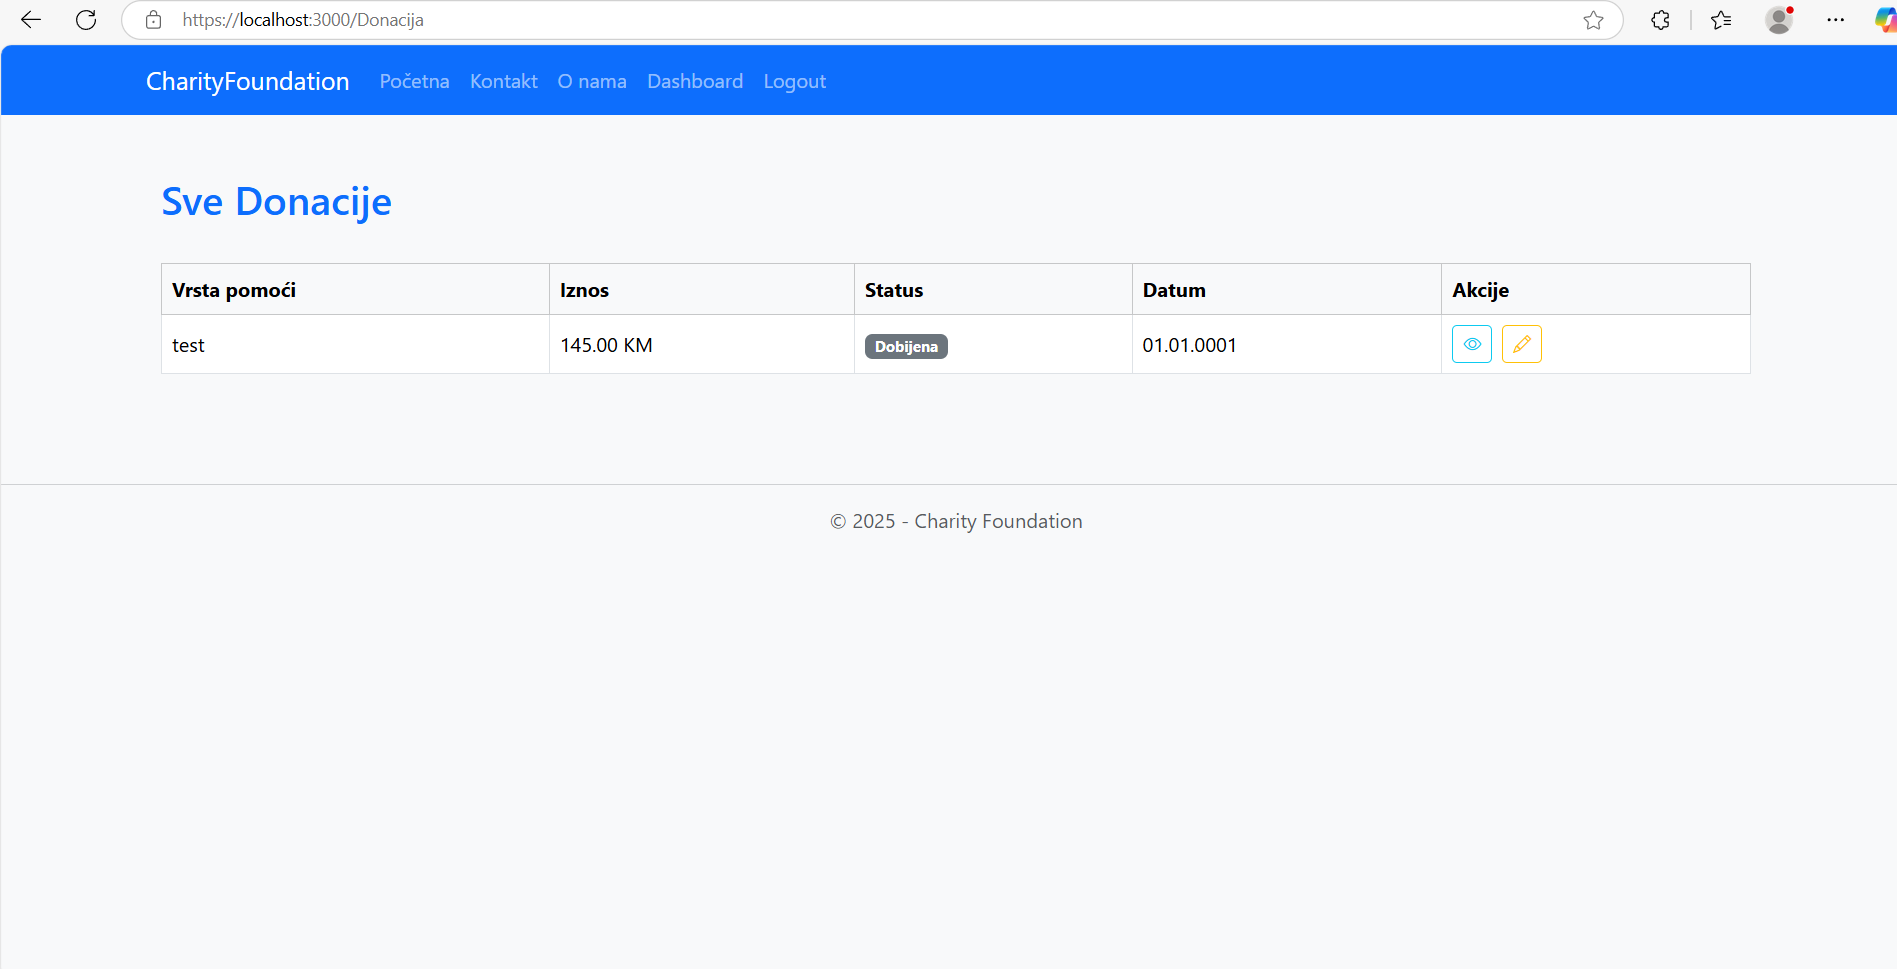 https://localhost:3000/Donacija
CharityFoundation Početna Kontakt O nama Dashboard Logout
Sve Donacije
Vrsta pomoći Iznos Status Datum Akcije
test 145.00 KM Dobijena 01.01.0001
© 2025 - Charity Foundation